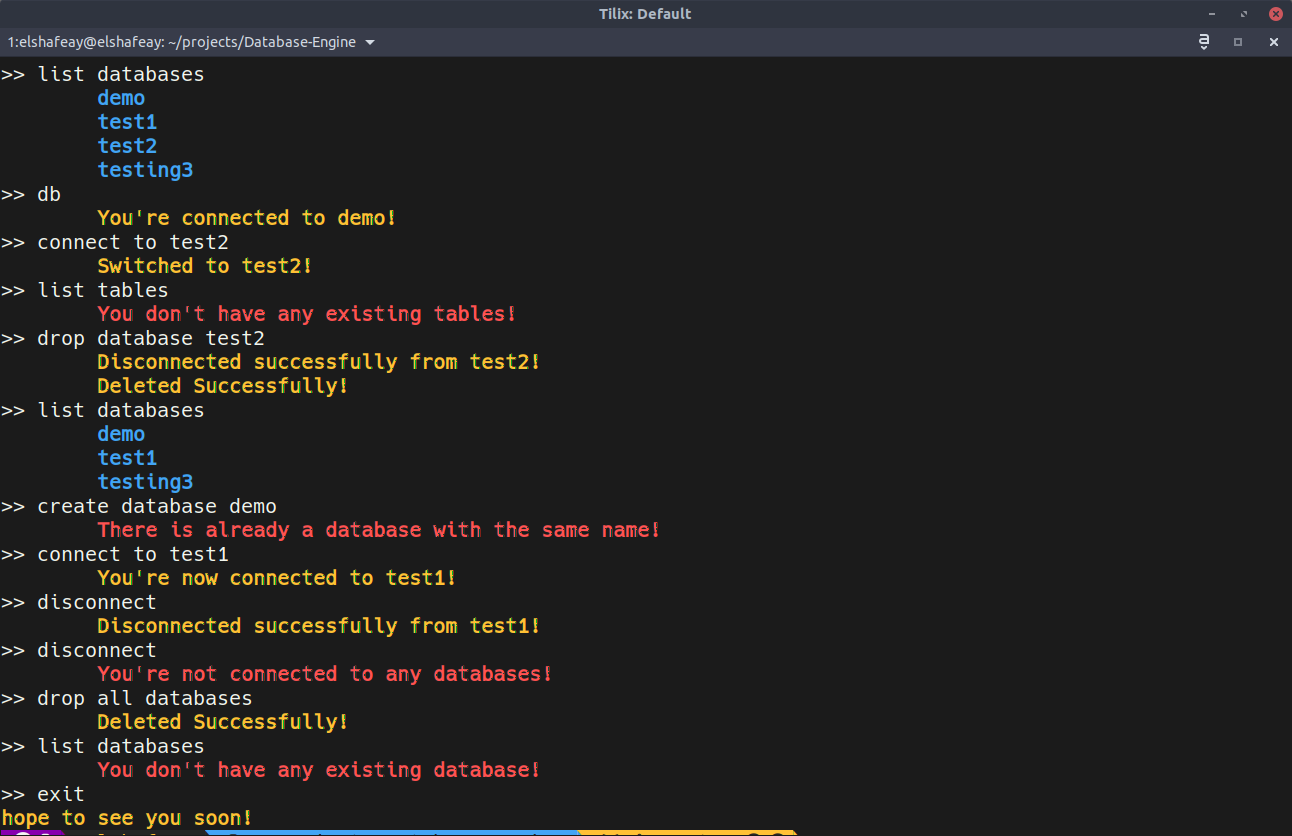 Tilix: Default
1:elshafeay@elshafeay: ~/projects/Database-Engine
>> list databases
demo
test1
test2
testing3
>> db
You're connected to demo!
>> connect to test2
Switched to test2!
>> list tables
You don't have any existing tables!
>> drop database test2
Disconnected successfully from test2!
Deleted Successfully!
>> list databases
demo
test1
testing3
>> create database demo
There is already a database with the same name!
>> connect to test1
You're now connected to test1!
>> disconnect
Disconnected successfully from test1!
>> disconnect
You're not connected to any databases!
>> drop all databases
Deleted Successfully!
>> list databases
You don't have any existing database!
>> exit
hope to see you soon!